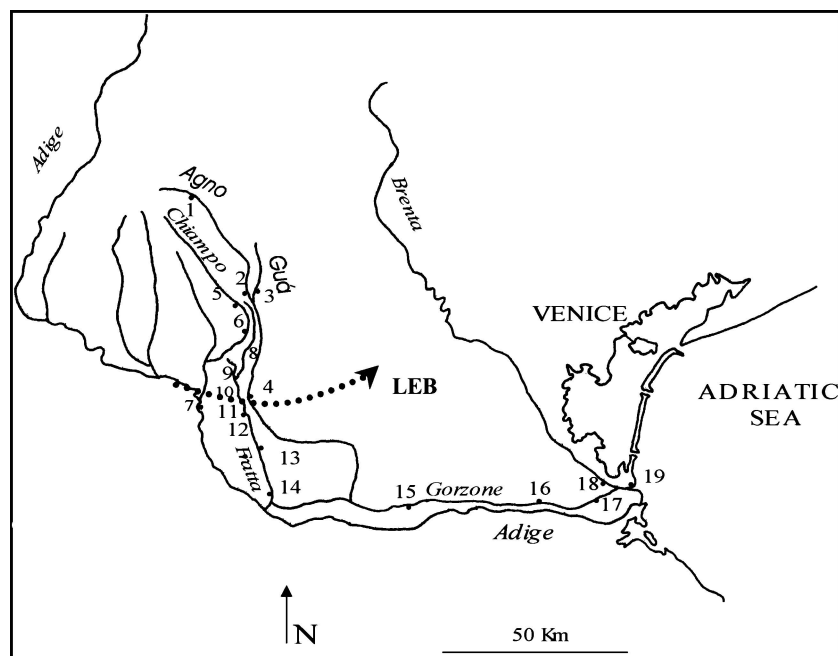 Adige
Agno
1
Chiampo
Brenta
Guá
2
3
5
VENICE
6
8
9
LEB
10
4
ADRIATIC
SEA
7
11
12
Fratta
13
14
15
Gorzone
16
18
19
17
Adige
N
50 Km